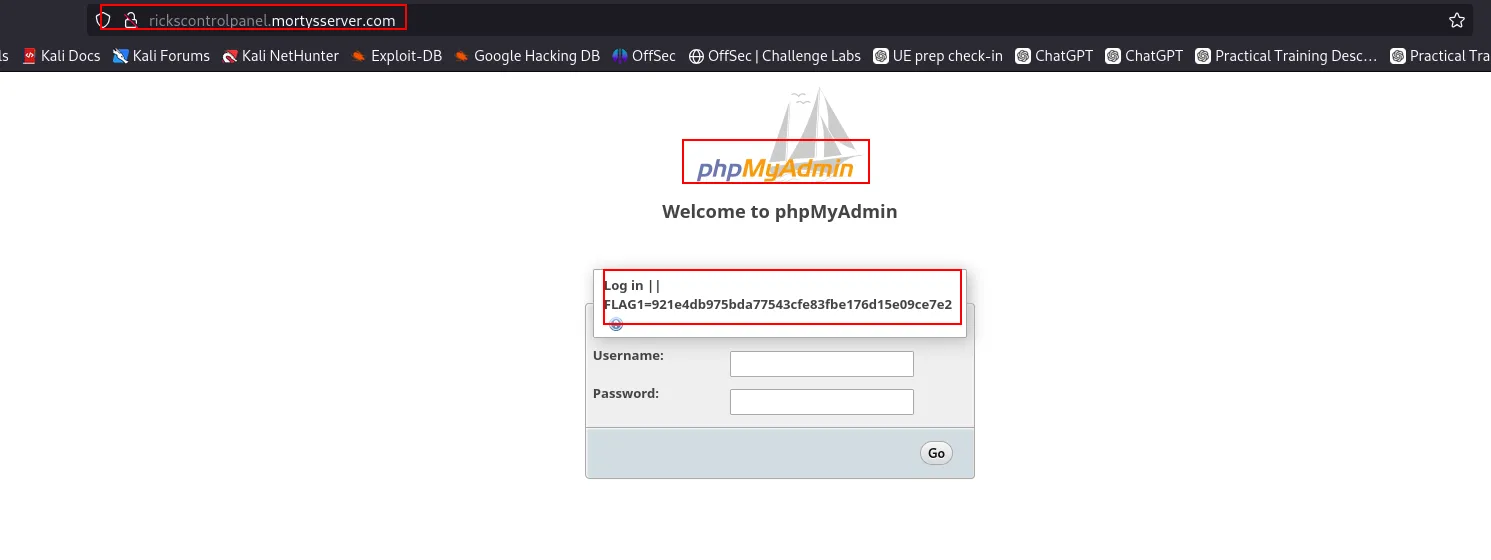 rickscontrolpanel.mortysserver.com
ls Kali Docs Kali Forums Kali NetHunter Exploit-DB Google Hacking DB OffSec OffSec | Challenge Labs UE prep check-in ChatGPT ChatGPT Practical Training Desc… Practical Tra
phpMyAdmin
Welcome to phpMyAdmin
Log in ||
FLAG1=921e4db975bda77543cfe83fbe176d15e09ce7e2
Username:
Password:
Go